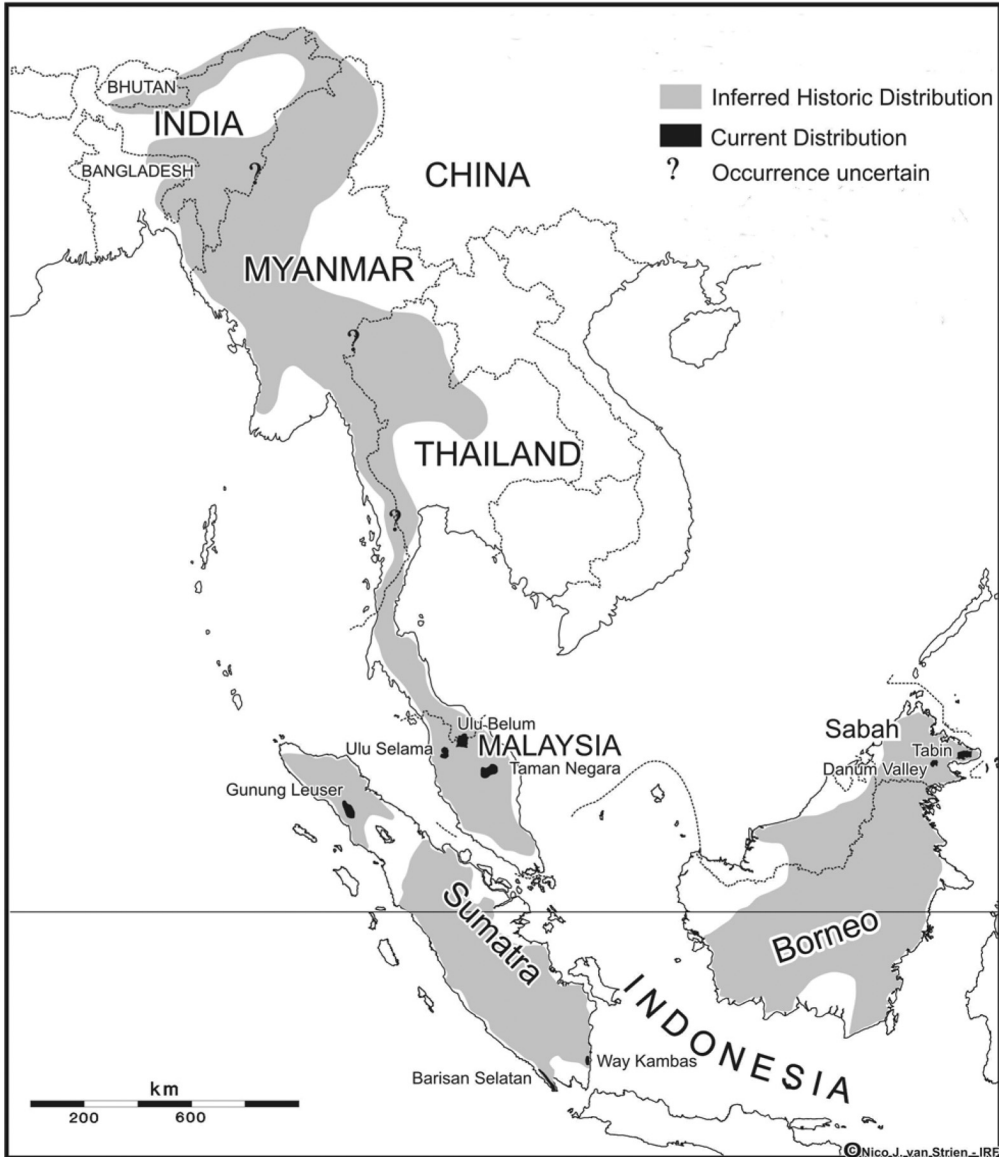 BHUTAN
INDIA
BANGLADESH
?
CHINA
Inferred Historic Distribution
Current Distribution
? Occurrence uncertain
MYANMAR
?
THAILAND
?
Ulu Belum
Ulu Selama
MALAYSIA
Taman Negara
Gunung Leuser
Sabah
Tabin
Danum Valley
Sumatra
Borneo
INDONESIA
Way Kambas
Barisan Selatan
km
200 600
©Nico J. van Strien - IRF